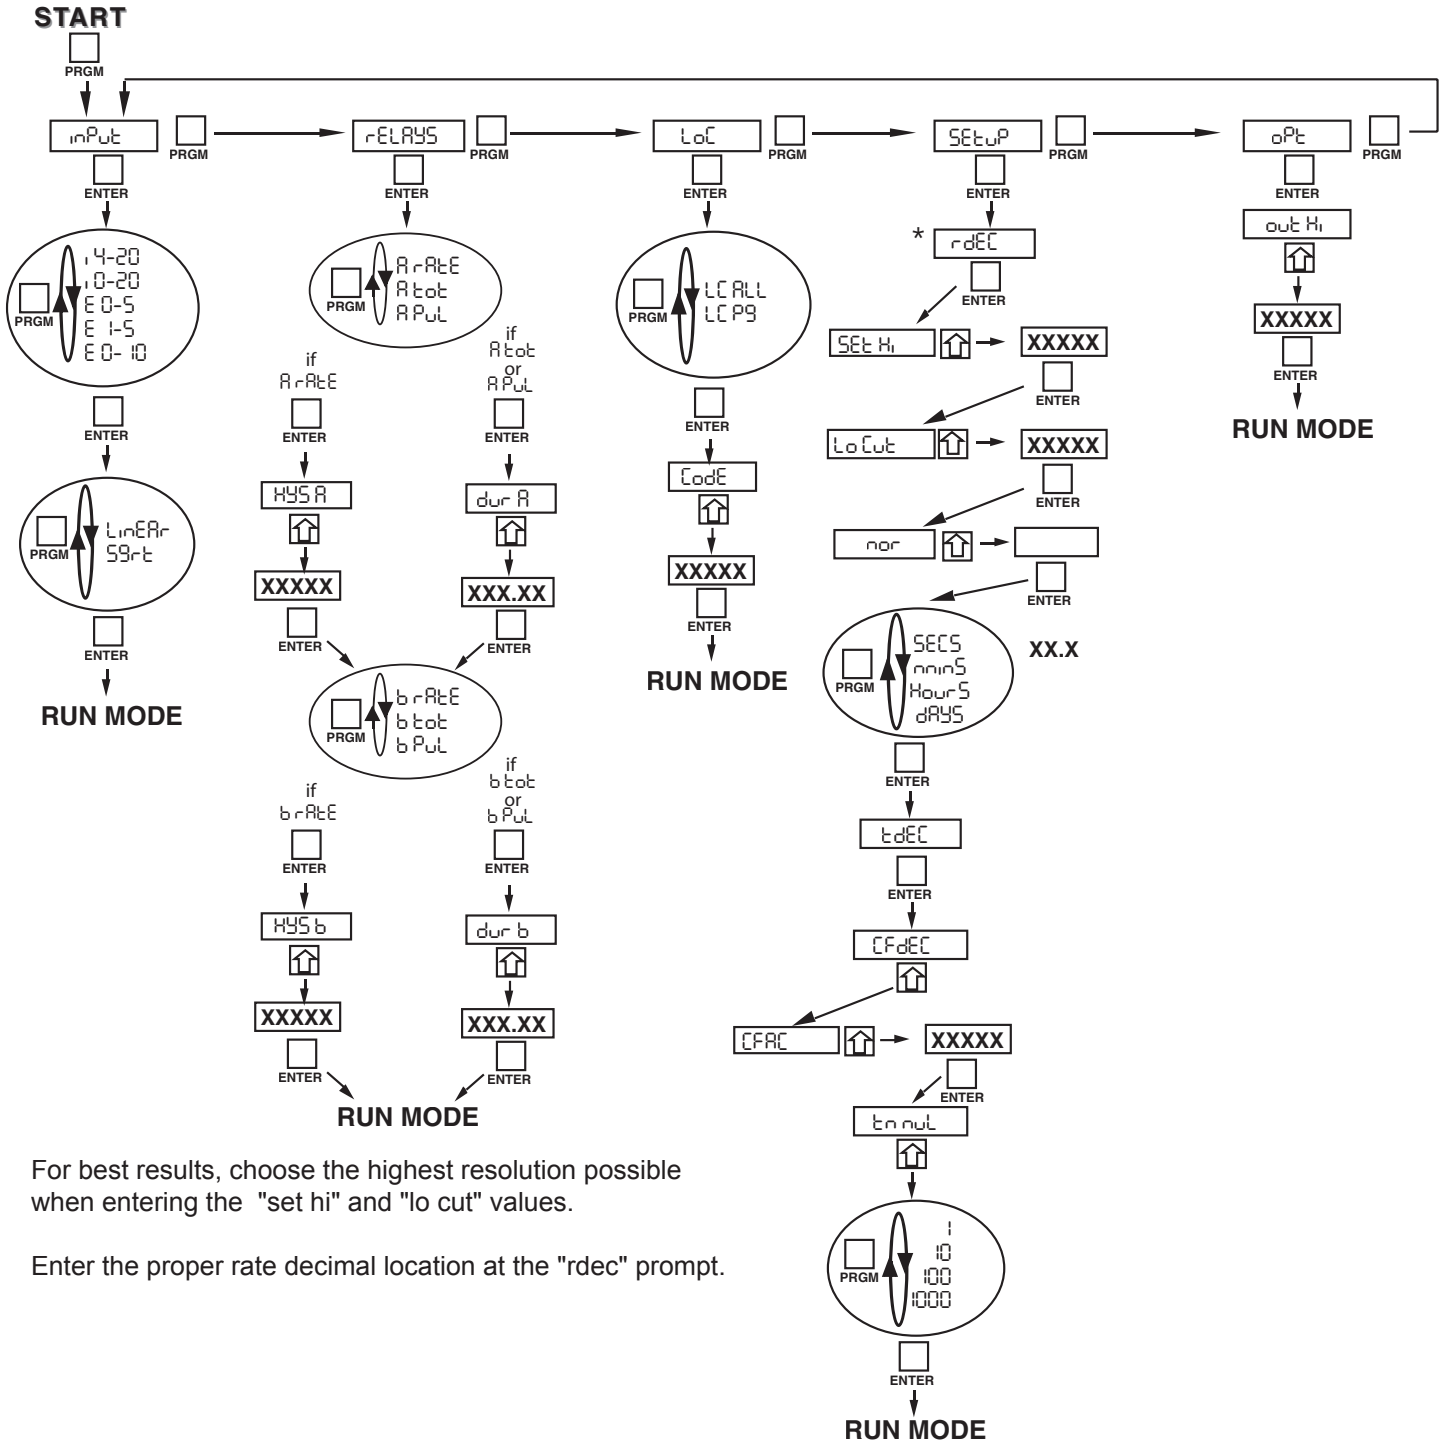 START
PRGM
inPut
PRGM
rELAYS
PRGM
LoC
PRGM
SEtuP
PRGM
oPt
PRGM
ENTER
ENTER
ENTER
ENTER
ENTER
i 4-20
i 0-20
E 0-5
E 1-5
E 0-10
PRGM
ENTER
LinEAr
Sqrt
PRGM
ENTER
RUN MODE
A rAtE
A tot
A PuL
PRGM
if
A rAtE
ENTER
HYS A
XXXXX
ENTER
if
A tot
or
A PuL
ENTER
dur A
XXX.XX
ENTER
b rAtE
b tot
b PuL
PRGM
if
b rAtE
ENTER
HYS b
XXXXX
ENTER
if
b tot
or
b PuL
ENTER
dur b
XXX.XX
ENTER
RUN MODE
LC ALL
LC Pg
PRGM
ENTER
CodE
XXXXX
ENTER
RUN MODE
* rdEC
ENTER
SEt Hi
XXXXX
ENTER
Lo Cut
XXXXX
ENTER
nor
ENTER
SECS
minS
HourS
dAYS
PRGM
XX.X
ENTER
tdEC
ENTER
CFdEC
CFAC
XXXXX
ENTER
tm nuL
1
10
100
1000
PRGM
ENTER
RUN MODE
out Hi
XXXXX
ENTER
RUN MODE
For best results, choose the highest resolution possible
when entering the "set hi" and "lo cut" values.
Enter the proper rate decimal location at the "rdec" prompt.